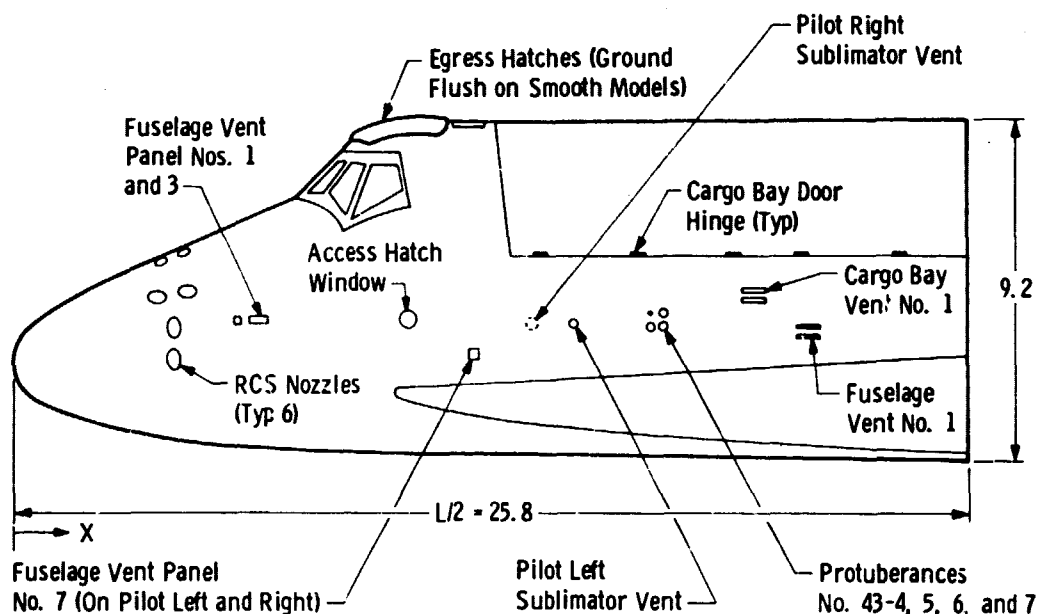 Pilot Right
Sublimator Vent
Egress Hatches (Ground
Flush on Smooth Models)
Fuselage Vent
Panel Nos. 1
and 3
Cargo Bay Door
Hinge (Typ)
Access Hatch
Window
Cargo Bay
Vent No. 1
9.2
RCS Nozzles
(Typ 6)
Fuselage
Vent No. 1
L/2 = 25.8
X
Fuselage Vent Panel
No. 7 (On Pilot Left and Right)
Pilot Left
Sublimator Vent
Protuberances
No. 43-4, 5, 6, and 7